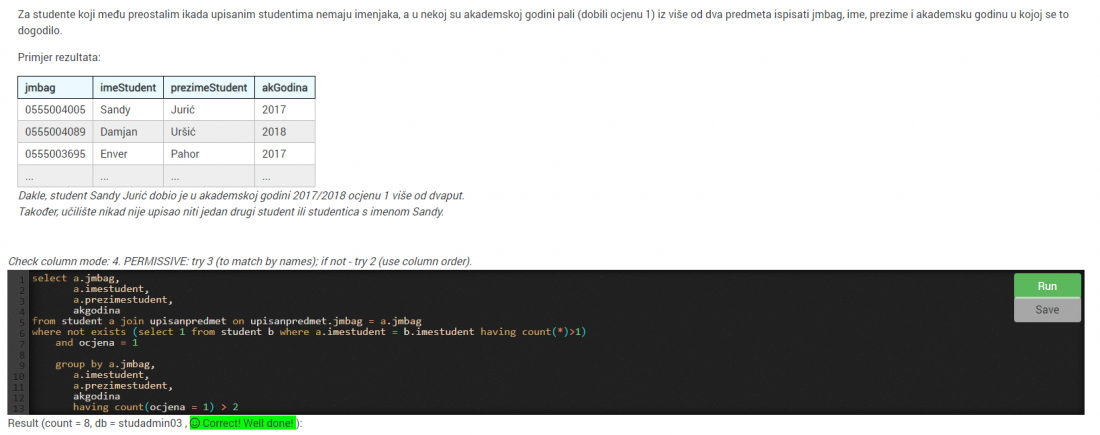 Za studente koji među preostalim ikada upisanim studentima nemaju imenjaka, a u nekoj su akademskoj godini pali (dobili ocjenu 1) iz više od dva predmeta ispisati jmbag, ime, prezime i akademsku godinu u kojoj se to
dogodilo.
Primjer rezultata:
jmbag imeStudent prezimeStudent akGodina
0555004005 Sandy Jurić 2017
0555004089 Damjan Uršić 2018
0555003695 Enver Pahor 2017
... ... ... ...
Dakle, student Sandy Jurić dobio je u akademskoj godini 2017/2018 ocjenu 1 više od dvaput.
Također, učilište nikad nije upisao niti jedan drugi student ili studentica s imenom Sandy.
Check column mode: 4. PERMISSIVE: try 3 (to match by names); if not - try 2 (use column order).
1 select a.jmbag,
2 a.imestudent,
3 a.prezimestudent,
4 akgodina
5 from student a join upisanpredmet on upisanpredmet.jmbag = a.jmbag
6 where not exists (select 1 from student b where a.imestudent = b.imestudent having count(*)>1)
7 and ocjena = 1
8
9 group by a.jmbag,
10 a.imestudent,
11 a.prezimestudent,
12 akgodina
13 having count(ocjena = 1) > 2
Run
Save
Result (count = 8, db = studadmin03 , Correct! Well done! ):